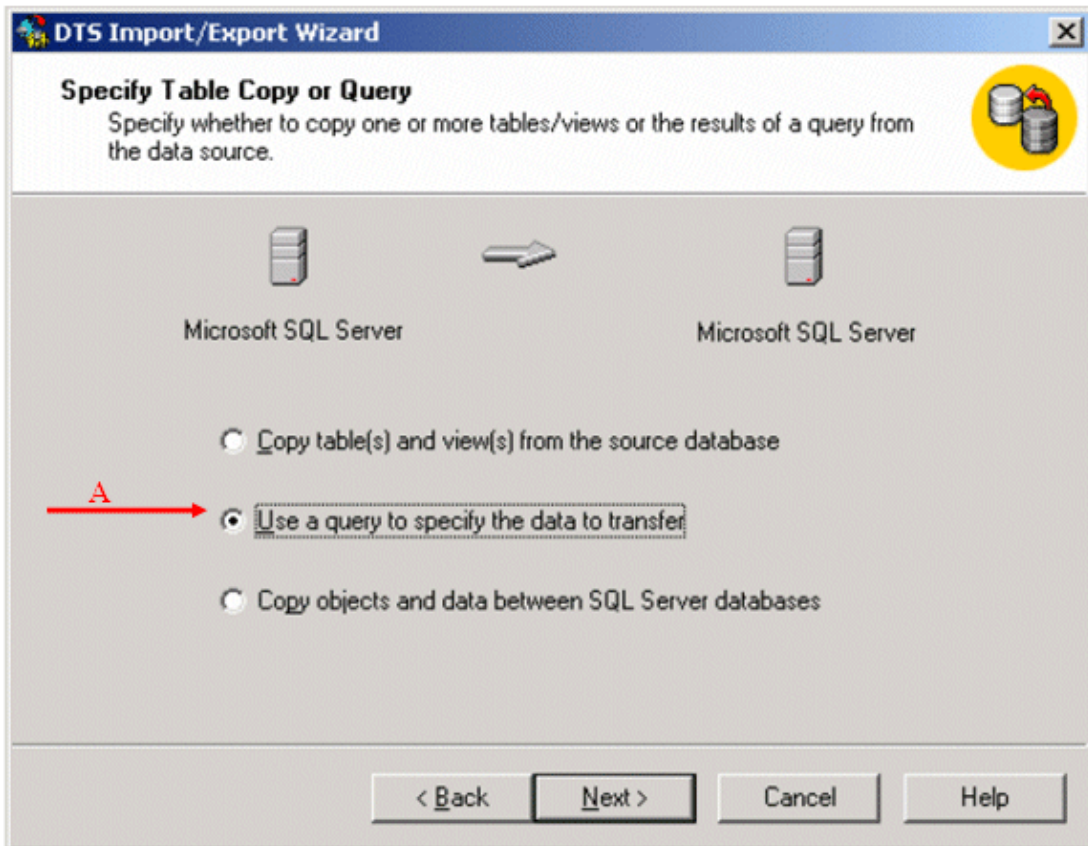 DTS Import/Export Wizard
Specify Table Copy or Query
Specify whether to copy one or more tables/views or the results of a query from
the data source.
Microsoft SQL Server
Microsoft SQL Server
Copy table(s) and view(s) from the source database
A
Use a query to specify the data to transfer
Copy objects and data between SQL Server databases
< Back
Next >
Cancel
Help